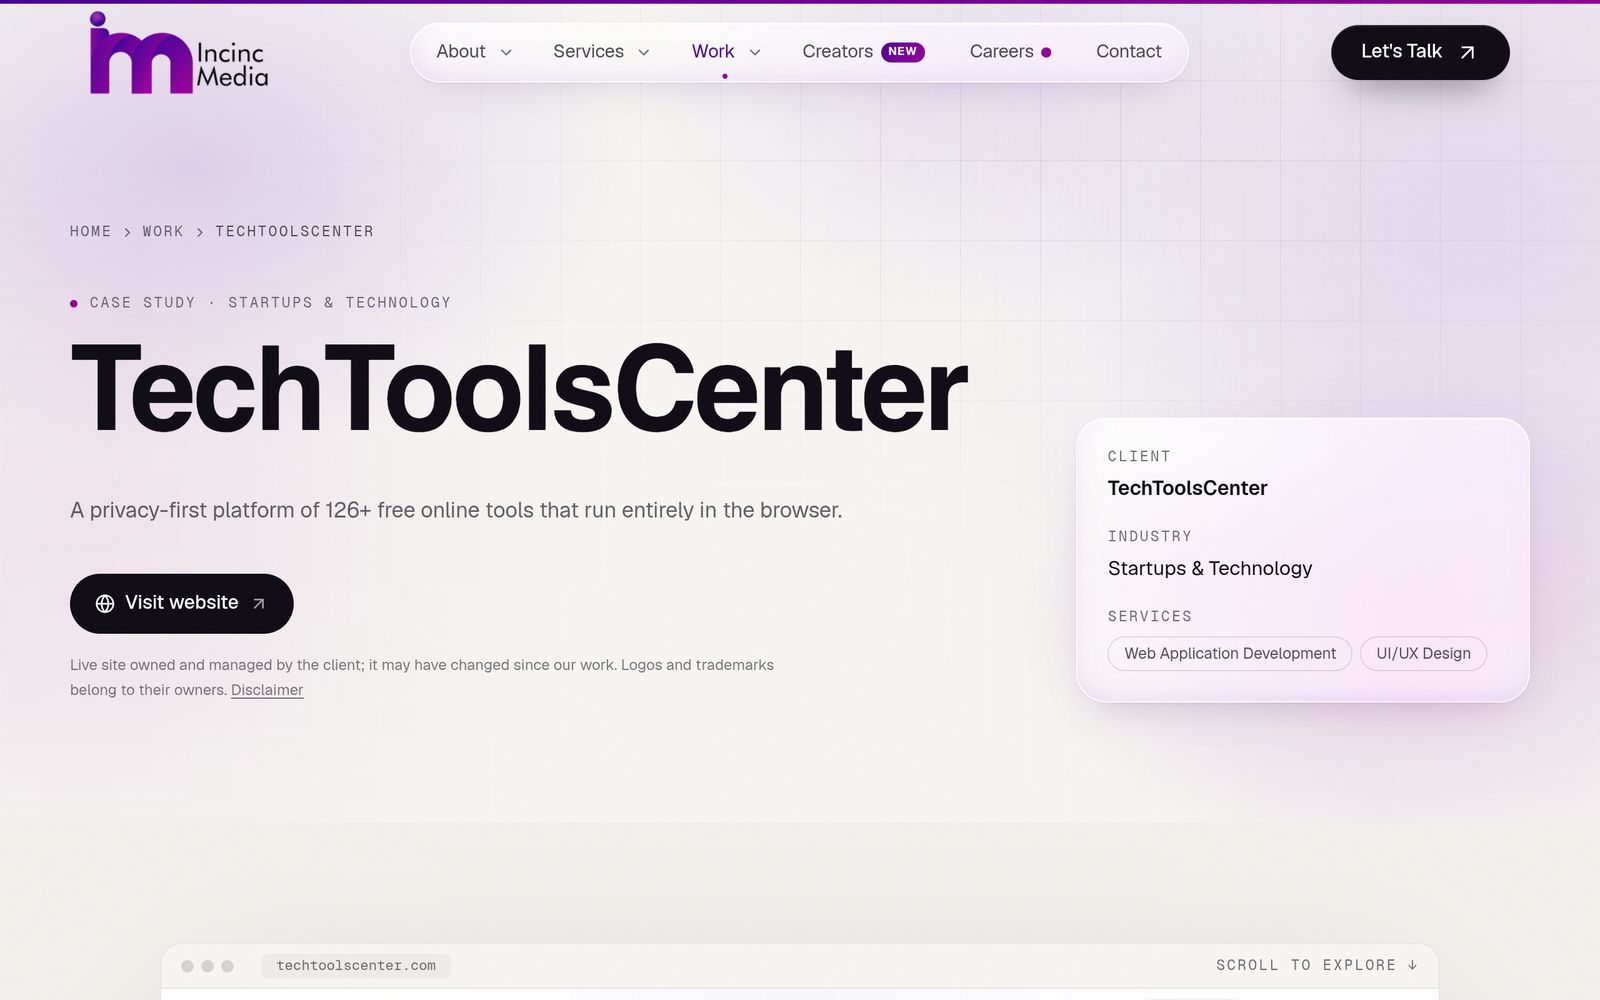 Incinc
Media
About
Services
Work
Creators NEW
Careers
Contact
Let's Talk
HOME > WORK > TECHTOOLSCENTER
CASE STUDY · STARTUPS & TECHNOLOGY
TechToolsCenter
A privacy-first platform of 126+ free online tools that run entirely in the browser.
Visit website
Live site owned and managed by the client; it may have changed since our work. Logos and trademarks
belong to their owners. Disclaimer
CLIENT
TechToolsCenter
INDUSTRY
Startups & Technology
SERVICES
Web Application Development
UI/UX Design
techtoolscenter.com
SCROLL TO EXPLORE ↓